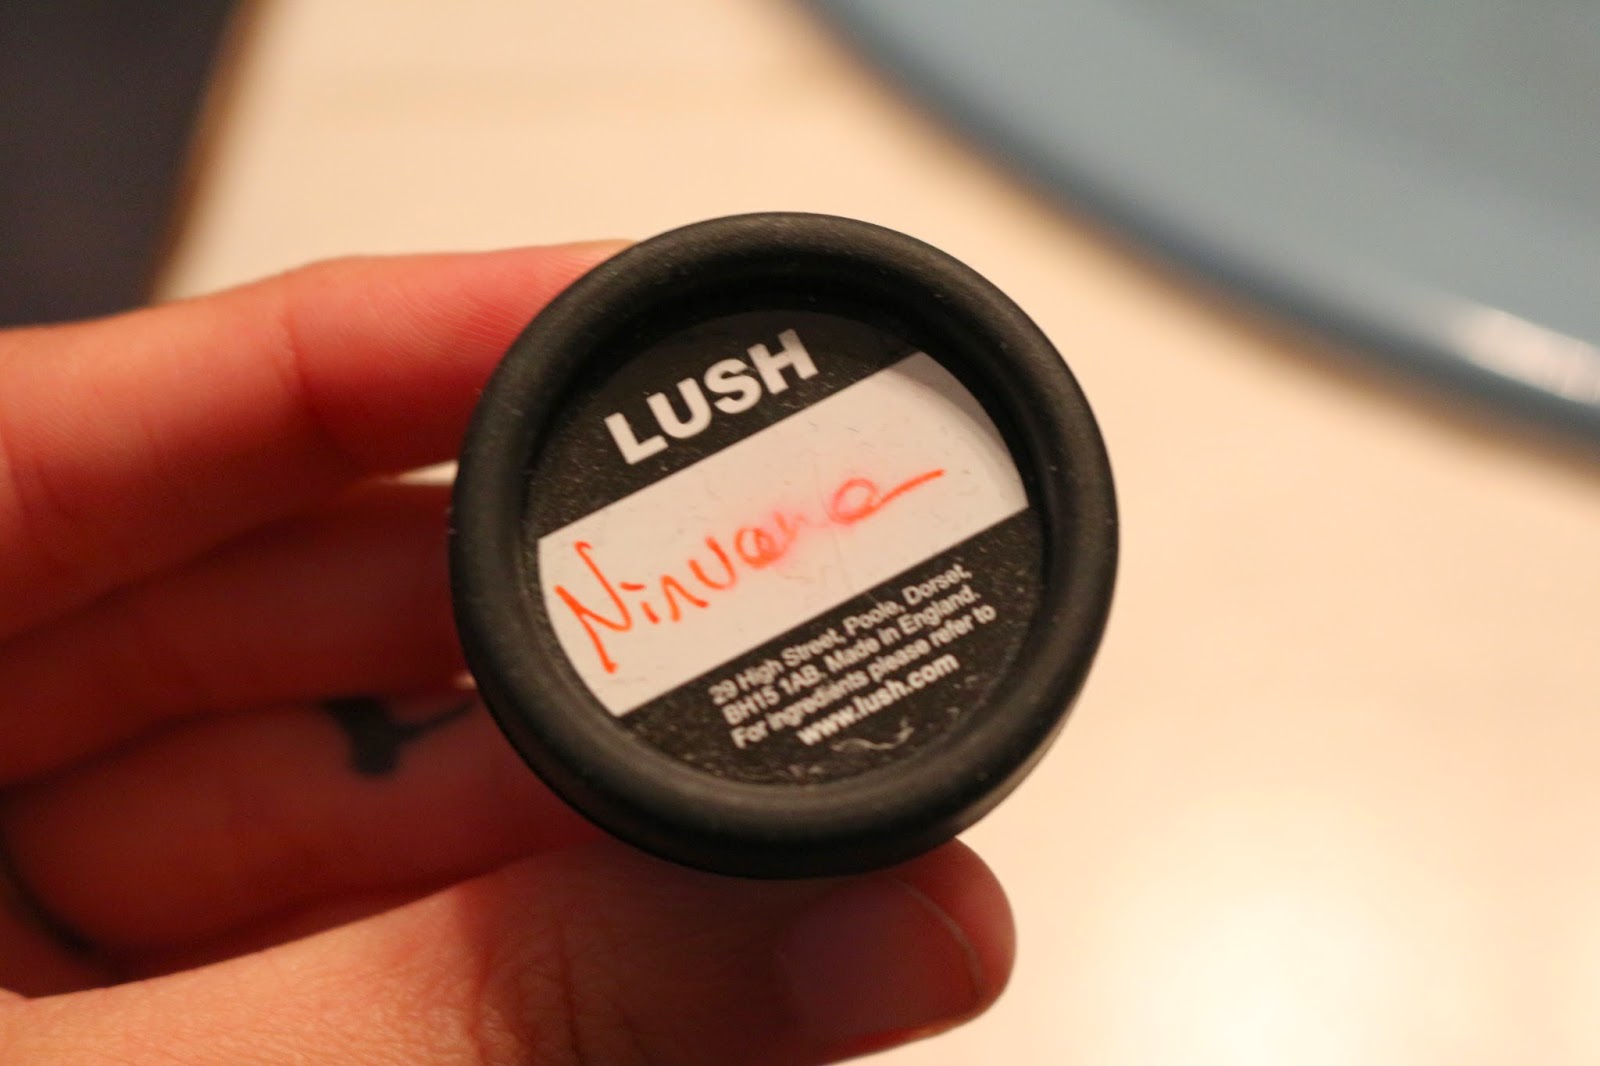 LUSH
Nirvana
29 High Street, Poole, Dorset,
BH15 1AB. Made in England.
For ingredients please refer to
www.lush.com